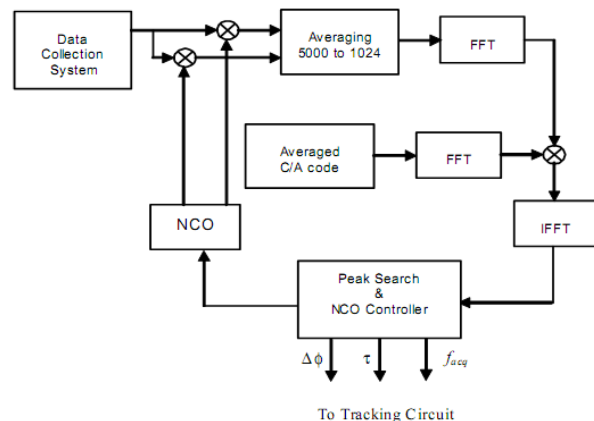 Data
Collection
System
Averaging
5000 to 1024
FFT
Averaged
C/A code
FFT
NCO
IFFT
Peak Search
&
NCO Controller
Δϕ τ f_acq
To Tracking Circuit